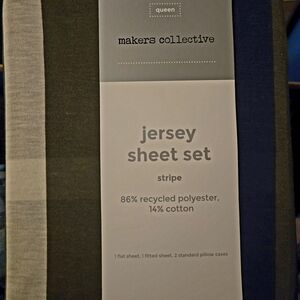 queen
makers collective
jersey
sheet set
stripe
86% recycled polyester,
14% cotton
1 flat sheet, 1 fitted sheet, 2 standard pillow cases